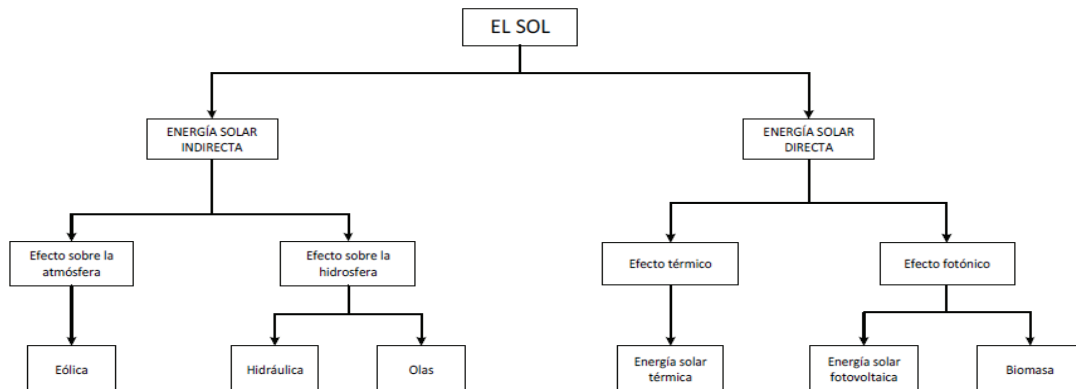 EL SOL
ENERGÍA SOLAR
INDIRECTA
ENERGÍA SOLAR
DIRECTA
Efecto sobre la
atmósfera
Efecto sobre la
hidrosfera
Efecto térmico
Efecto fotónico
Eólica
Hidráulica
Olas
Energía solar
térmica
Energía solar
fotovoltaica
Biomasa